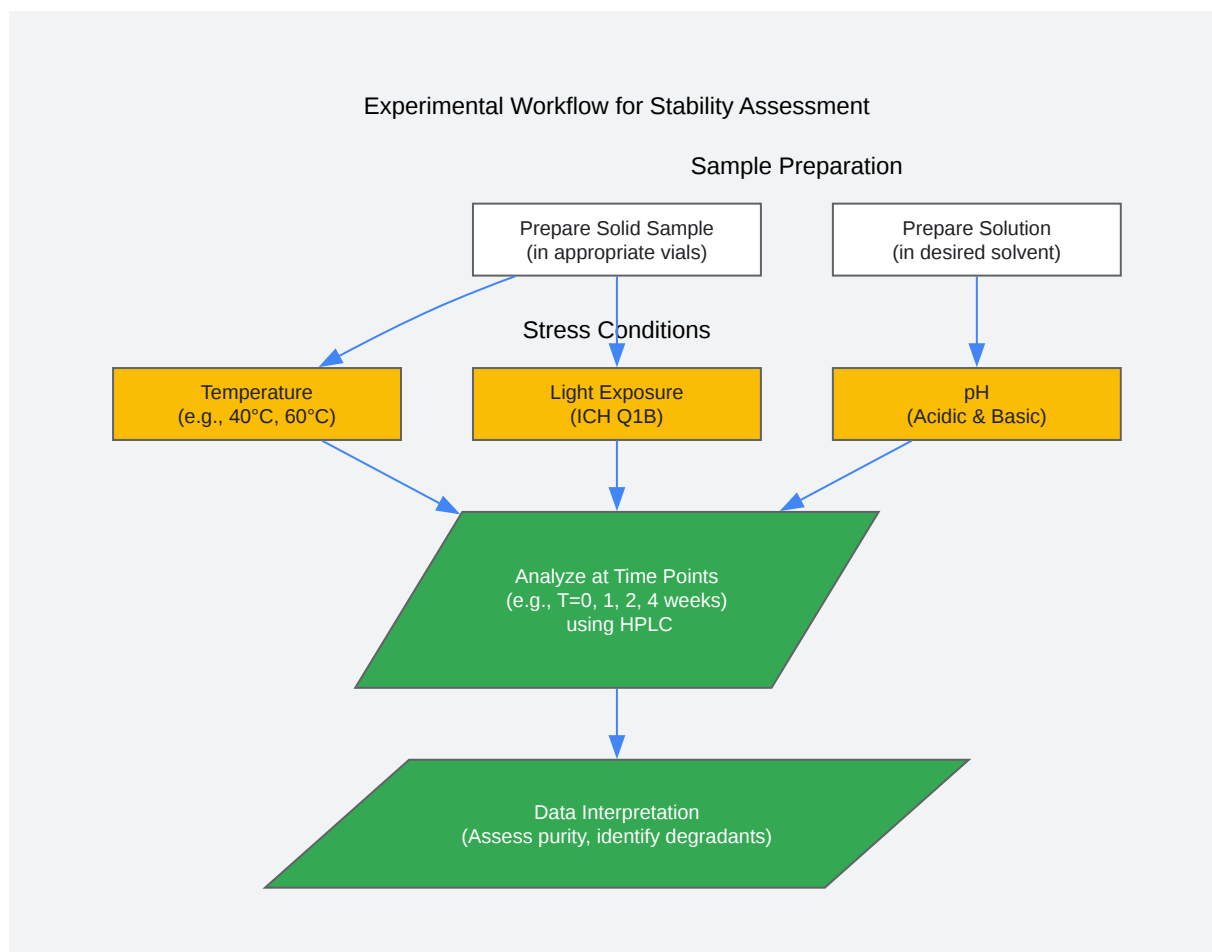 Experimental Workflow for Stability Assessment
Sample Preparation
Prepare Solid Sample
(in appropriate vials)
Prepare Solution
(in desired solvent)
Stress Conditions
Temperature
(e.g., 40°C, 60°C)
Light Exposure
(ICH Q1B)
pH
(Acidic & Basic)
Analyze at Time Points
(e.g., T=0, 1, 2, 4 weeks)
using HPLC
Data Interpretation
(Assess purity, identify degradants)